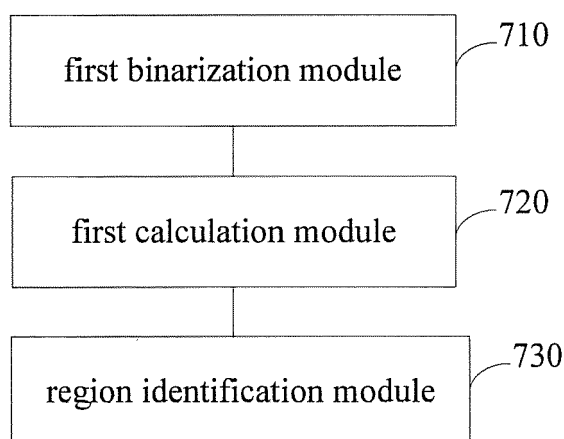 710
first binarization module
720
first calculation module
730
region identification module